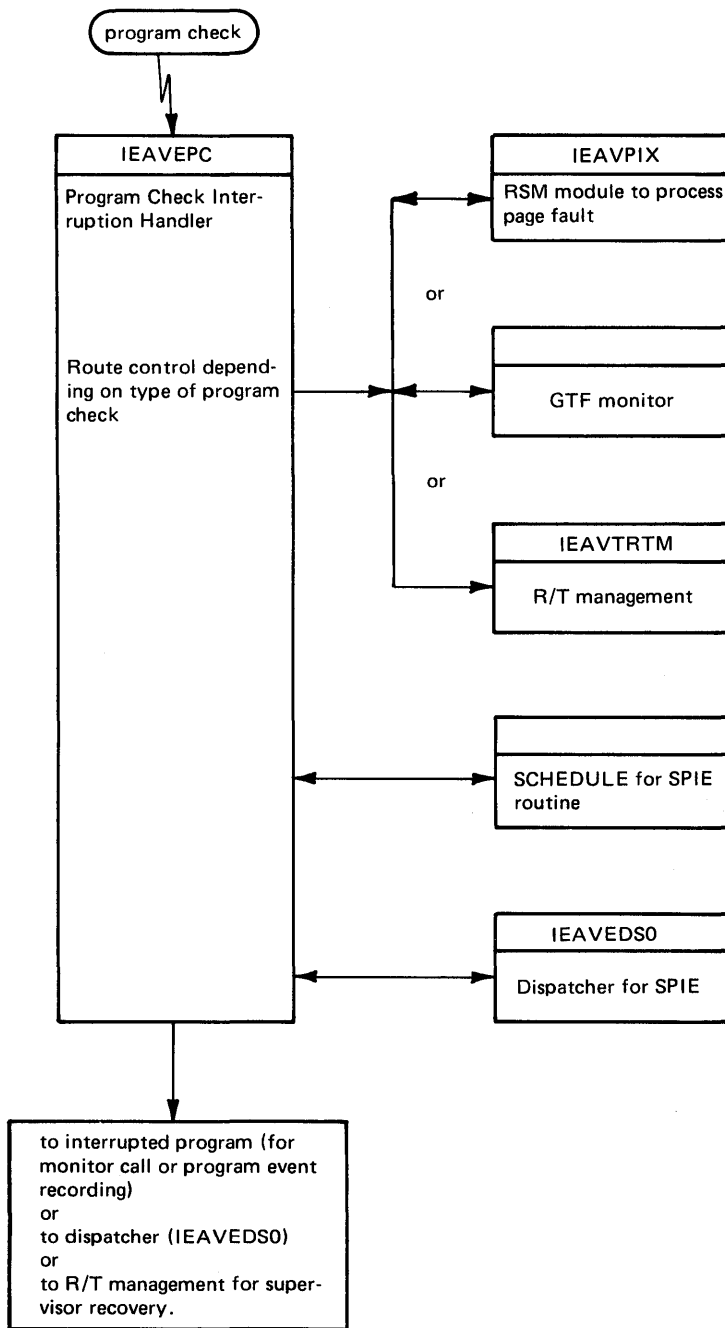 program check
IEAVEPC
Program Check Inter-
ruption Handler
Route control depend-
ing on type of program
check
IEAVPIX
RSM module to process
page fault
or
GTF monitor
or
IEAVTRTM
R/T management
SCHEDULE for SPIE
routine
IEAVEDS0
Dispatcher for SPIE
to interrupted program (for
monitor call or program event
recording)
or
to dispatcher (IEAVEDS0)
or
to R/T management for super-
visor recovery.